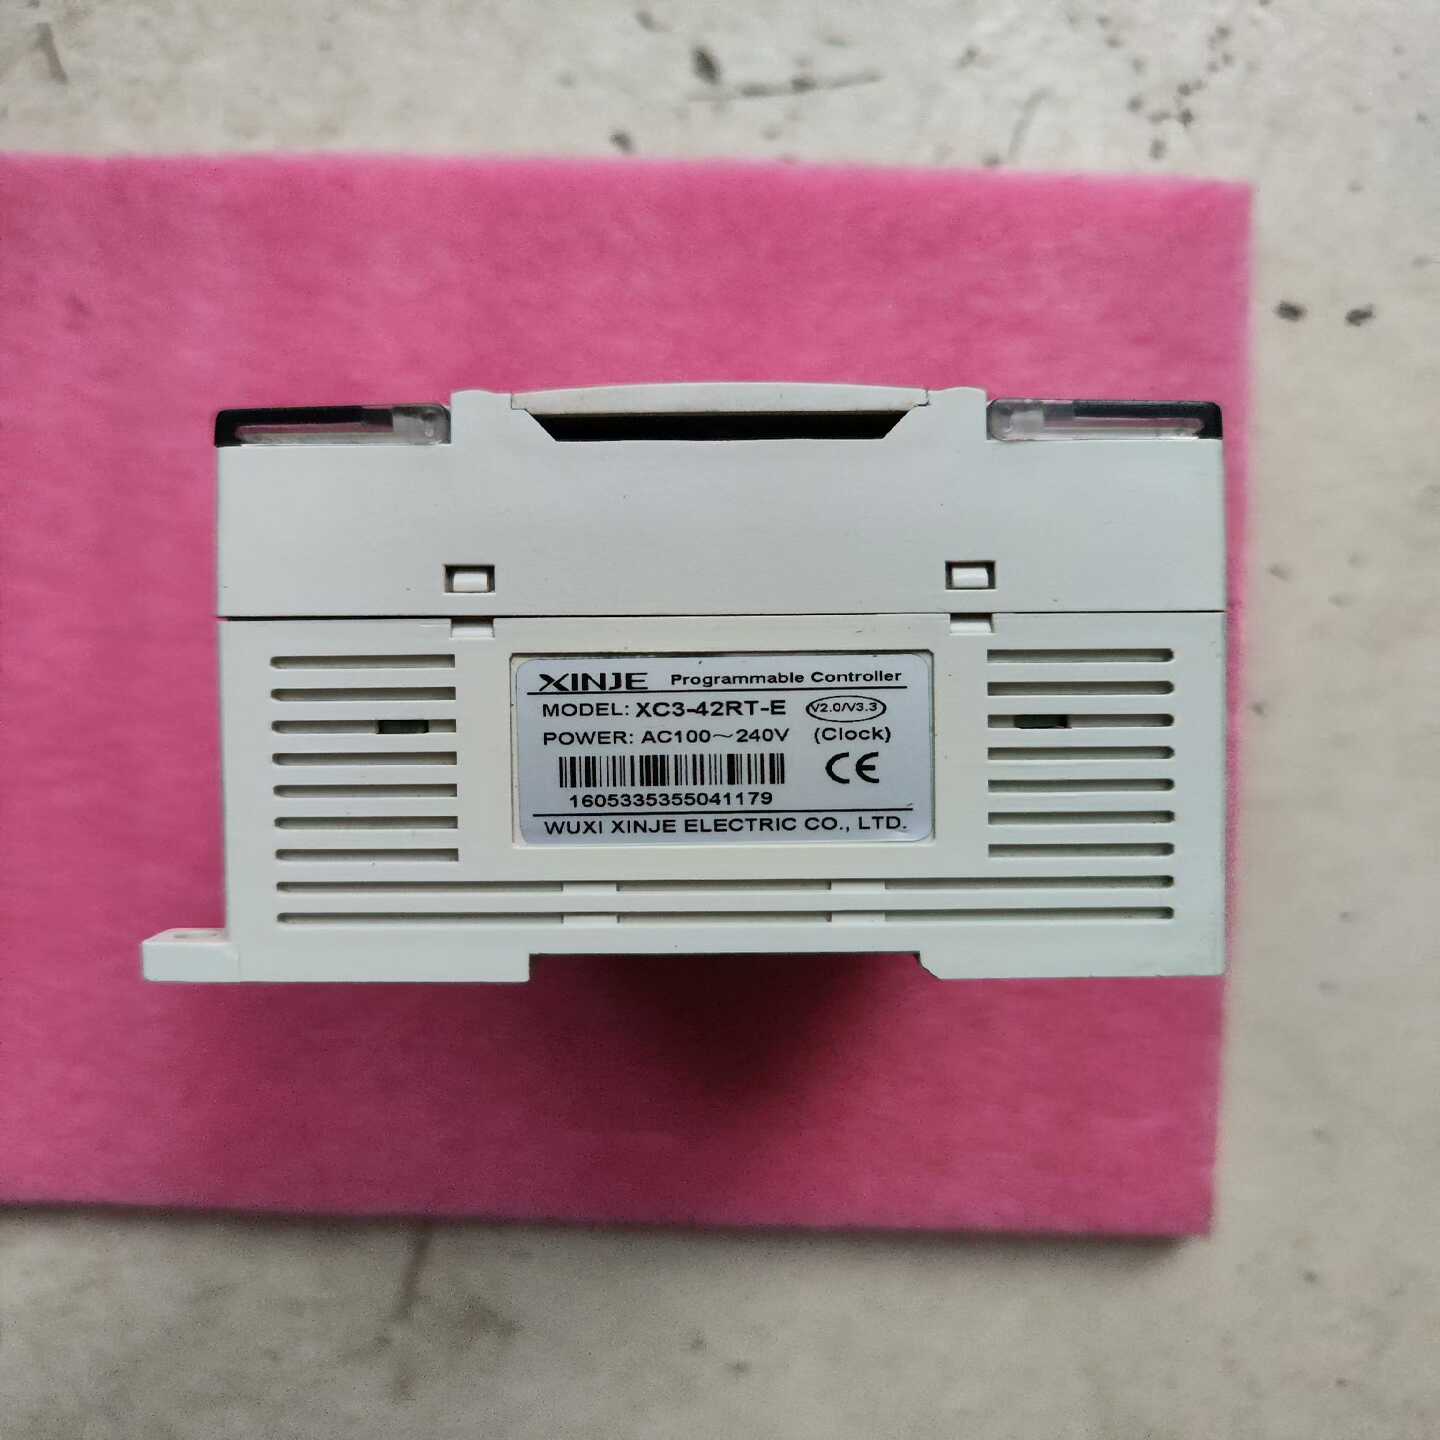 XINJE Programmable Controller
MODEL: XC3-42RT-E V2.0/V3.3
POWER: AC100～240V (Clock)
CE
1605335355041179
WUXI XINJE ELECTRIC CO., LTD.